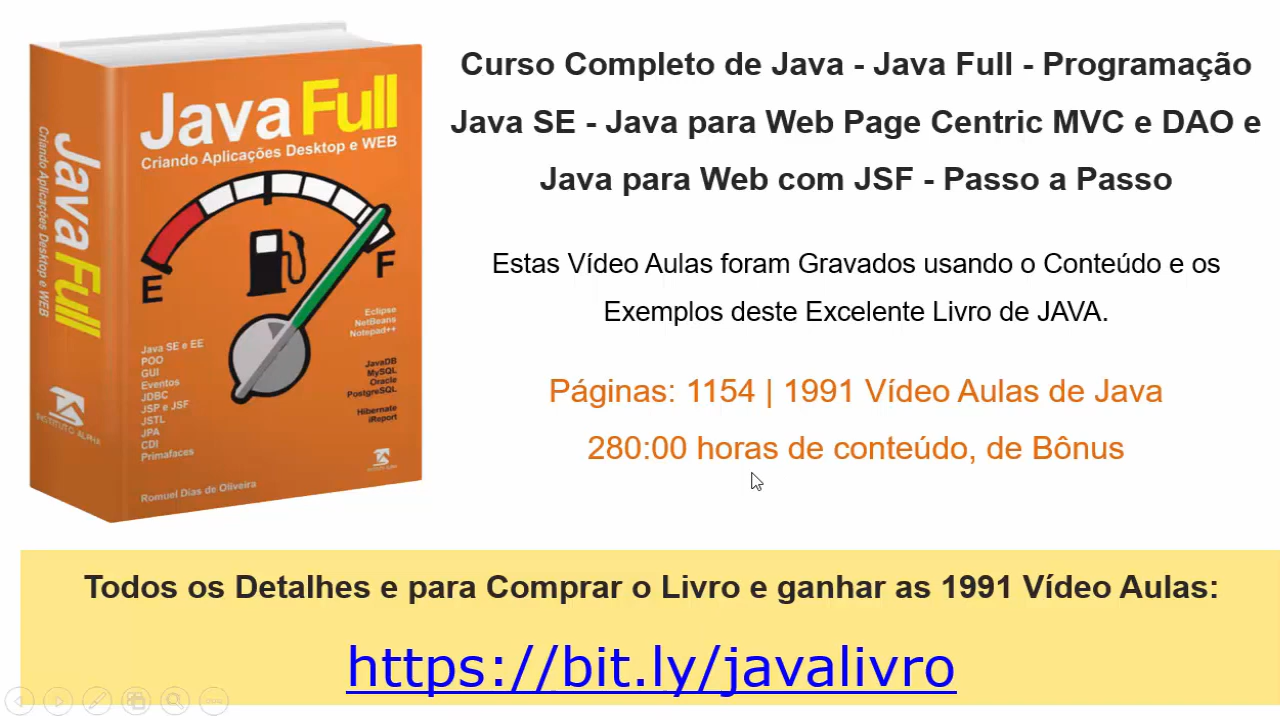 Curso Completo de Java - Java Full - Programação
Java SE - Java para Web Page Centric MVC e DAO e
Java para Web com JSF - Passo a Passo
Estas Vídeo Aulas foram Gravados usando o Conteúdo e os
Exemplos deste Excelente Livro de JAVA.
Páginas: 1154 | 1991 Vídeo Aulas de Java
280:00 horas de conteúdo, de Bônus
Java Full
Criando Aplicações Desktop e WEB
E
F
Eclipse
NetBeans
Notepad++
JavaDB
MySQL
Oracle
PostgreSQL
Hibernate
iReport
Java SE e EE
POO
GUI
Eventos
JDBC
JSP e JSF
JSTL
JPA
CDI
Primafaces
Romuel Dias de Oliveira
INSTITUTO ALPHA
Java Full
Criando Aplicações Desktop e WEB
INSTITUTO ALPHA
Todos os Detalhes e para Comprar o Livro e ganhar as 1991 Vídeo Aulas:
https://bit.ly/javalivro